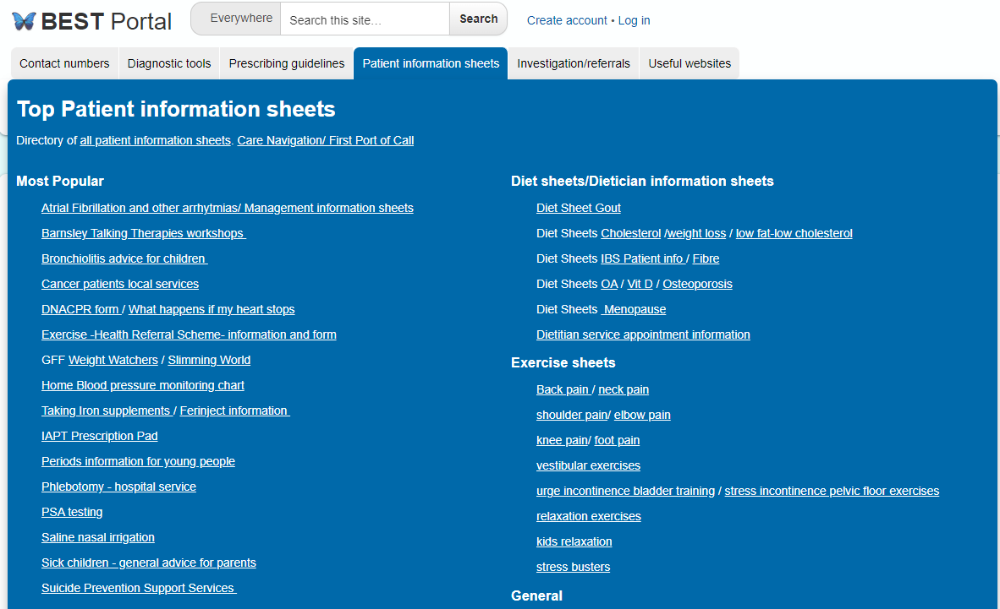 BEST Portal
Everywhere
Search this site...
Search
Create account • Log in
Contact numbers
Diagnostic tools
Prescribing guidelines
Patient information sheets
Investigation/referrals
Useful websites
Top Patient information sheets
Directory of all patient information sheets. Care Navigation/ First Port of Call
Most Popular
Atrial Fibrillation and other arrhytmias/ Management information sheets
Barnsley Talking Therapies workshops
Bronchiolitis advice for children
Cancer patients local services
DNACPR form / What happens if my heart stops
Exercise -Health Referral Scheme- information and form
GFF Weight Watchers / Slimming World
Home Blood pressure monitoring chart
Taking Iron supplements / Ferinject information
IAPT Prescription Pad
Periods information for young people
Phlebotomy - hospital service
PSA testing
Saline nasal irrigation
Sick children - general advice for parents
Suicide Prevention Support Services
Diet sheets/Dietician information sheets
Diet Sheet Gout
Diet Sheets Cholesterol /weight loss / low fat-low cholesterol
Diet Sheets IBS Patient info / Fibre
Diet Sheets OA / Vit D / Osteoporosis
Diet Sheets Menopause
Dietitian service appointment information
Exercise sheets
Back pain / neck pain
shoulder pain/ elbow pain
knee pain/ foot pain
vestibular exercises
urge incontinence bladder training / stress incontinence pelvic floor exercises
relaxation exercises
kids relaxation
stress busters
General